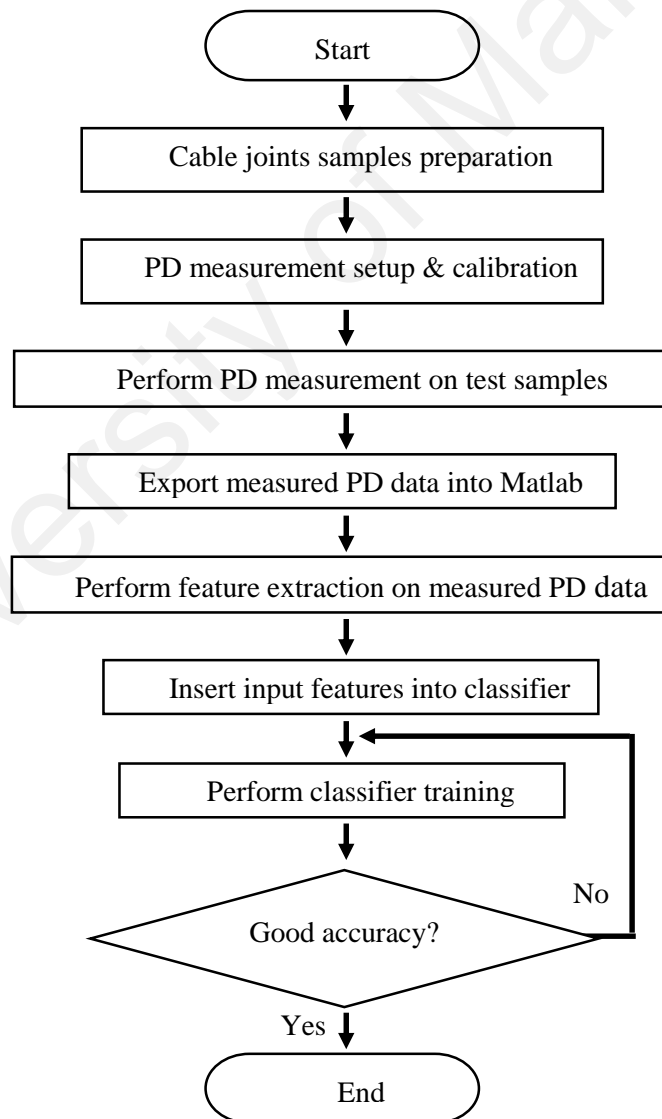 Start
Cable joints samples preparation
PD measurement setup & calibration
Perform PD measurement on test samples
Export measured PD data into Matlab
Perform feature extraction on measured PD data
Insert input features into classifier
Perform classifier training
Good accuracy?
No
Yes
End